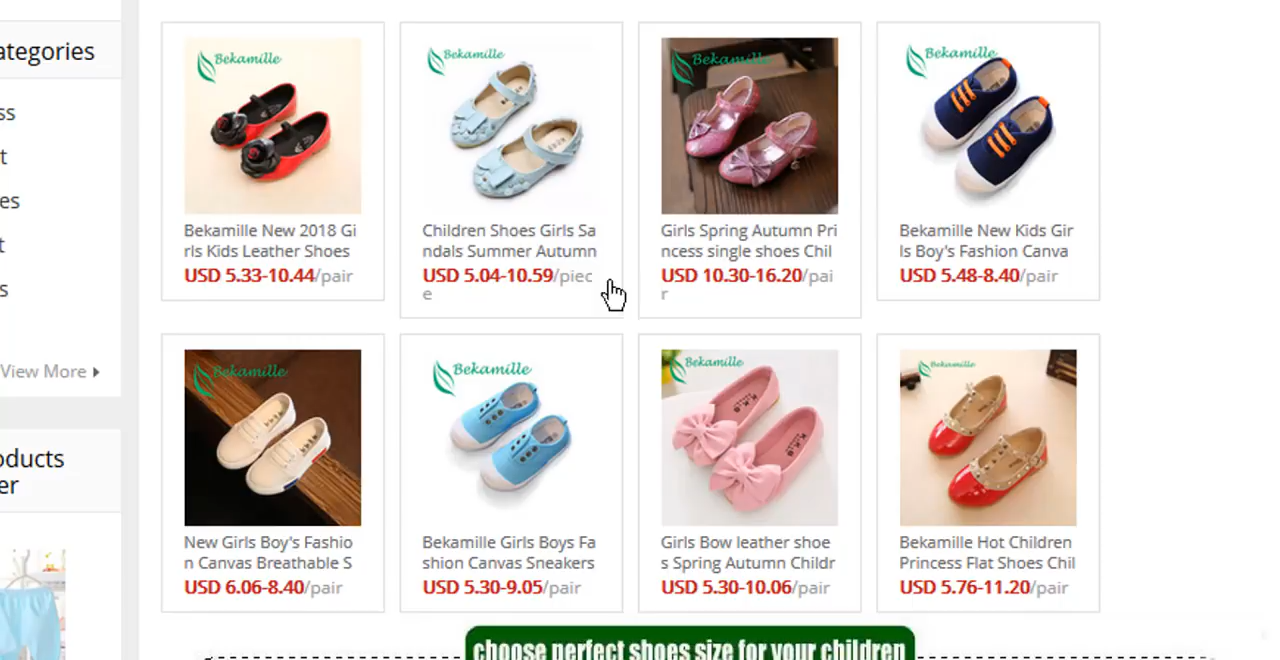 ategories
ss
t
es
t
s
View More
oducts
er
Bekamille
Bekamille
Bekamille
Bekamille
Bekamille New 2018 Gi
rls Kids Leather Shoes
USD 5.33-10.44/pair
Children Shoes Girls Sa
ndals Summer Autumn
USD 5.04-10.59/piec
e
Girls Spring Autumn Pri
ncess single shoes Chil
USD 10.30-16.20/pai
r
Bekamille New Kids Gir
ls Boy's Fashion Canva
USD 5.48-8.40/pair
Bekamille
Bekamille
Bekamille
Bekamille
New Girls Boy's Fashio
n Canvas Breathable S
USD 6.06-8.40/pair
Bekamille Girls Boys Fa
shion Canvas Sneakers
USD 5.30-9.05/pair
Girls Bow leather shoe
s Spring Autumn Childr
USD 5.30-10.06/pair
Bekamille Hot Children
Princess Flat Shoes Chil
USD 5.76-11.20/pair
choose perfect shoes size for your children